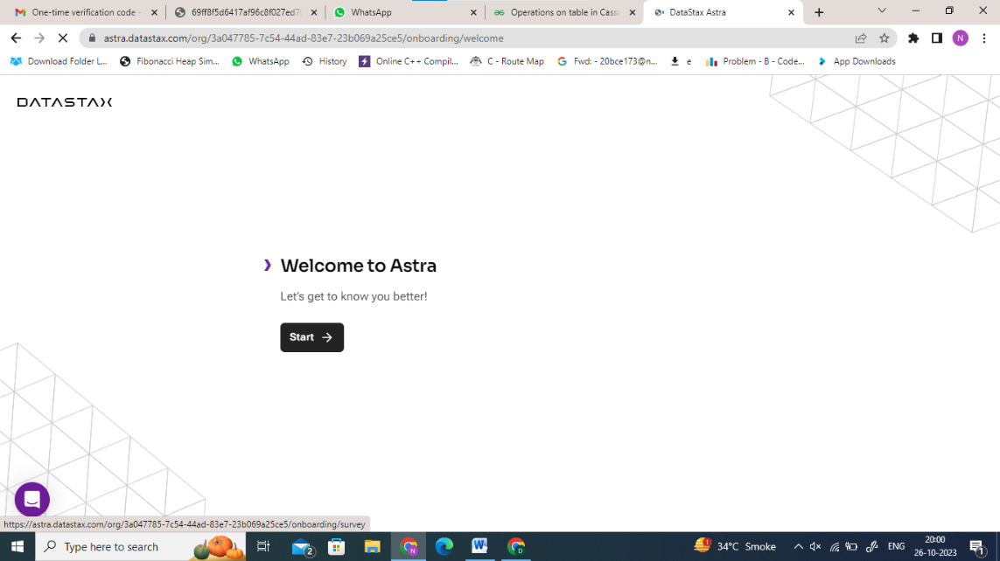 One-time verification code -
69ff8f5d6417af96c8f027ed7
WhatsApp
Operations on table in Cass
DataStax Astra
astra.datastax.com/org/3a047785-7c54-44ad-83e7-23b069a25ce5/onboarding/welcome
N
Download Folder L...
Fibonacci Heap Sim...
WhatsApp
History
Online C++ Compil...
C - Route Map
Fwd: - 20bce173@n...
e
Problem - B - Code...
App Downloads
DATASTAX
Welcome to Astra
Let's get to know you better!
Start
https://astra.datastax.com/org/3a047785-7c54-44ad-83e7-23b069a25ce5/onboarding/survey
Type here to search
2
N
W
D
1
34°C Smoke
ENG
20:00
26-10-2023
1